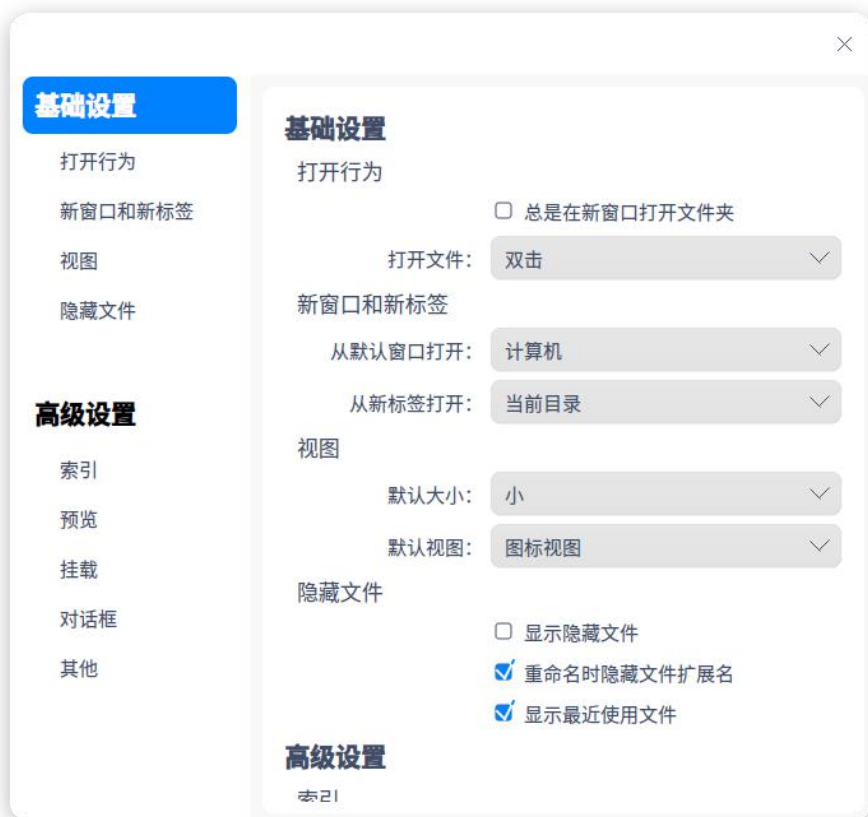 基础设置
打开行为
新窗口和新标签
视图
隐藏文件
高级设置
索引
预览
挂载
对话框
其他
基础设置
打开行为
总是在新窗口打开文件夹
打开文件： 双击
新窗口和新标签
从默认窗口打开： 计算机
从新标签打开： 当前目录
视图
默认大小： 小
默认视图： 图标视图
隐藏文件
显示隐藏文件
重命名时隐藏文件扩展名
显示最近使用文件
高级设置
索引